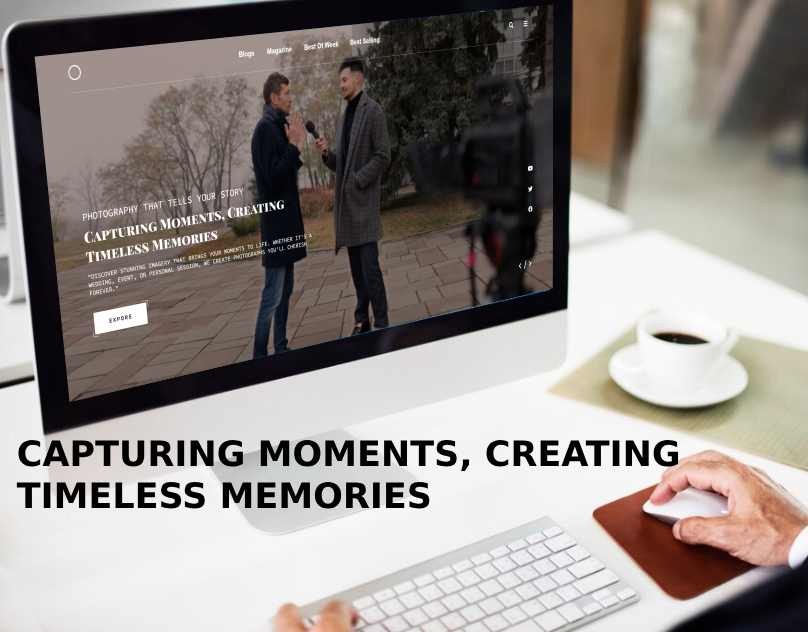 Blogs Magazine Best Of Week Best Selling
PHOTOGRAPHY THAT TELLS YOUR STORY
Capturing Moments, Creating
Timeless Memories
"DISCOVER STUNNING IMAGERY THAT BRINGS YOUR MOMENTS TO LIFE. WHETHER IT'S A
WEDDING, EVENT, OR PERSONAL SESSION, WE CREATE PHOTOGRAPHS YOU'LL CHERISH
FOREVER."
EXPORE
CAPTURING MOMENTS, CREATING
TIMELESS MEMORIES